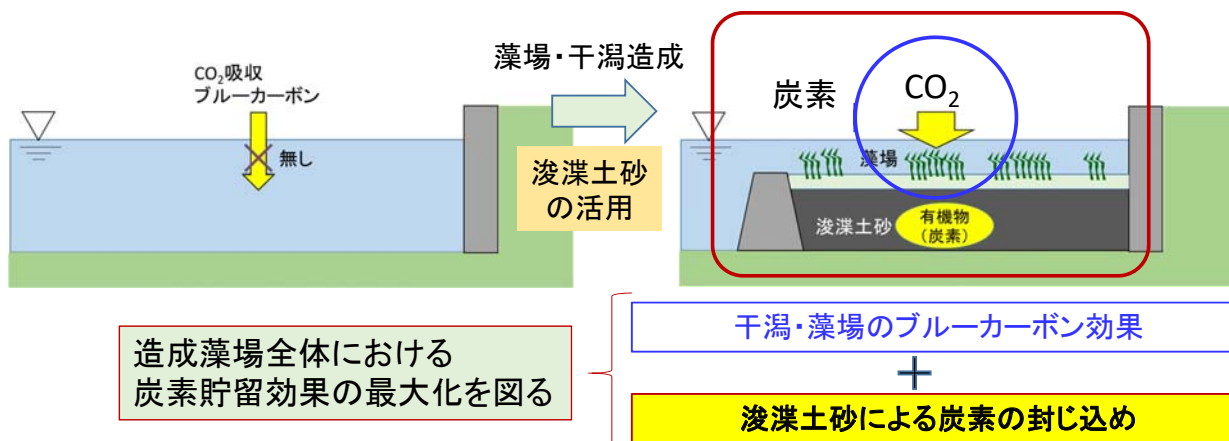 CO₂吸収
ブルーカーボン
無し
藻場・干潟造成
浚渫土砂
の活用
炭素
CO₂
藻場
浚渫土砂
有機物
(炭素)
造成藻場全体における
炭素貯留効果の最大化を図る
干潟・藻場のブルーカーボン効果
+
浚渫土砂による炭素の封じ込め